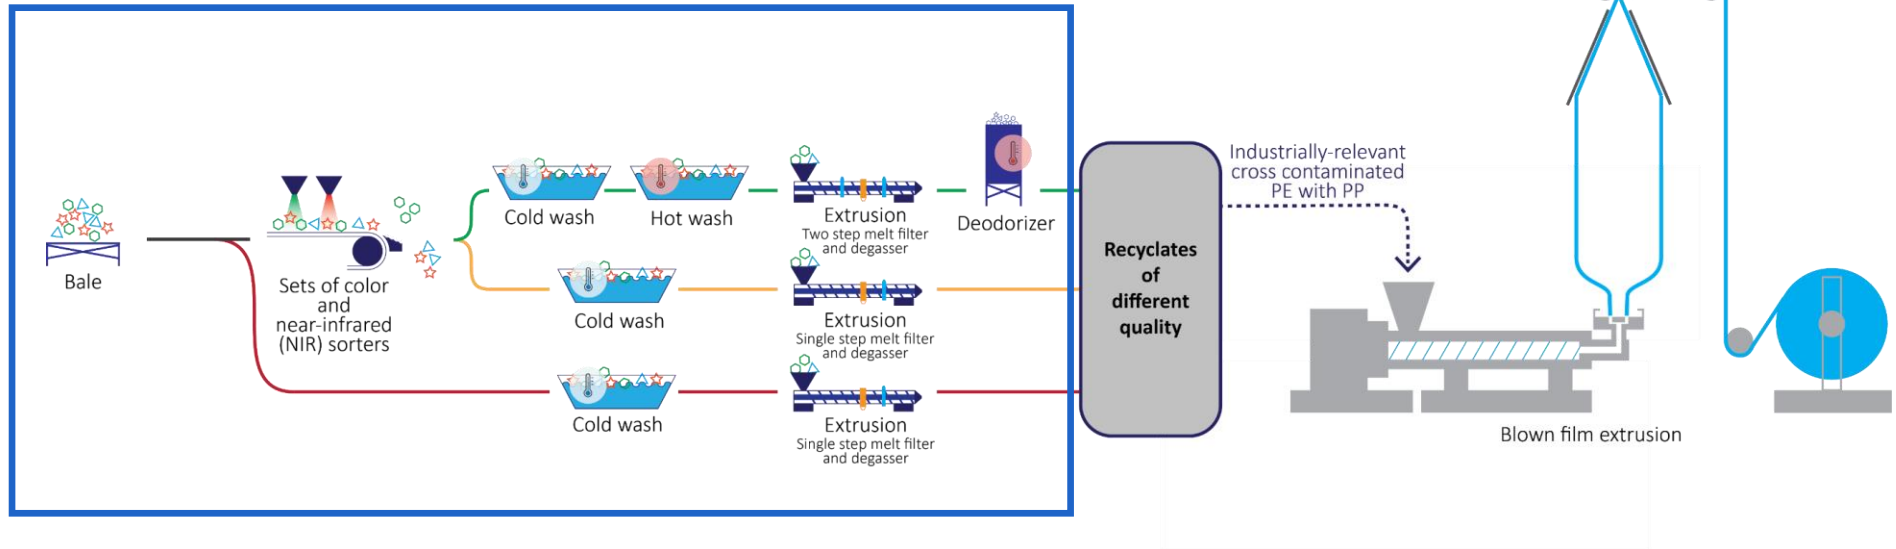 Bale
Sets of color
and
near-infrared
(NIR) sorters
Cold wash
Hot wash
Extrusion
Two step melt filter
and degasser
Deodorizer
Cold wash
Extrusion
Single step melt filter
and degasser
Cold wash
Extrusion
Single step melt filter
and degasser
Recyclates
of
different
quality
Industrially-relevant
cross contaminated
PE with PP
Blown film extrusion